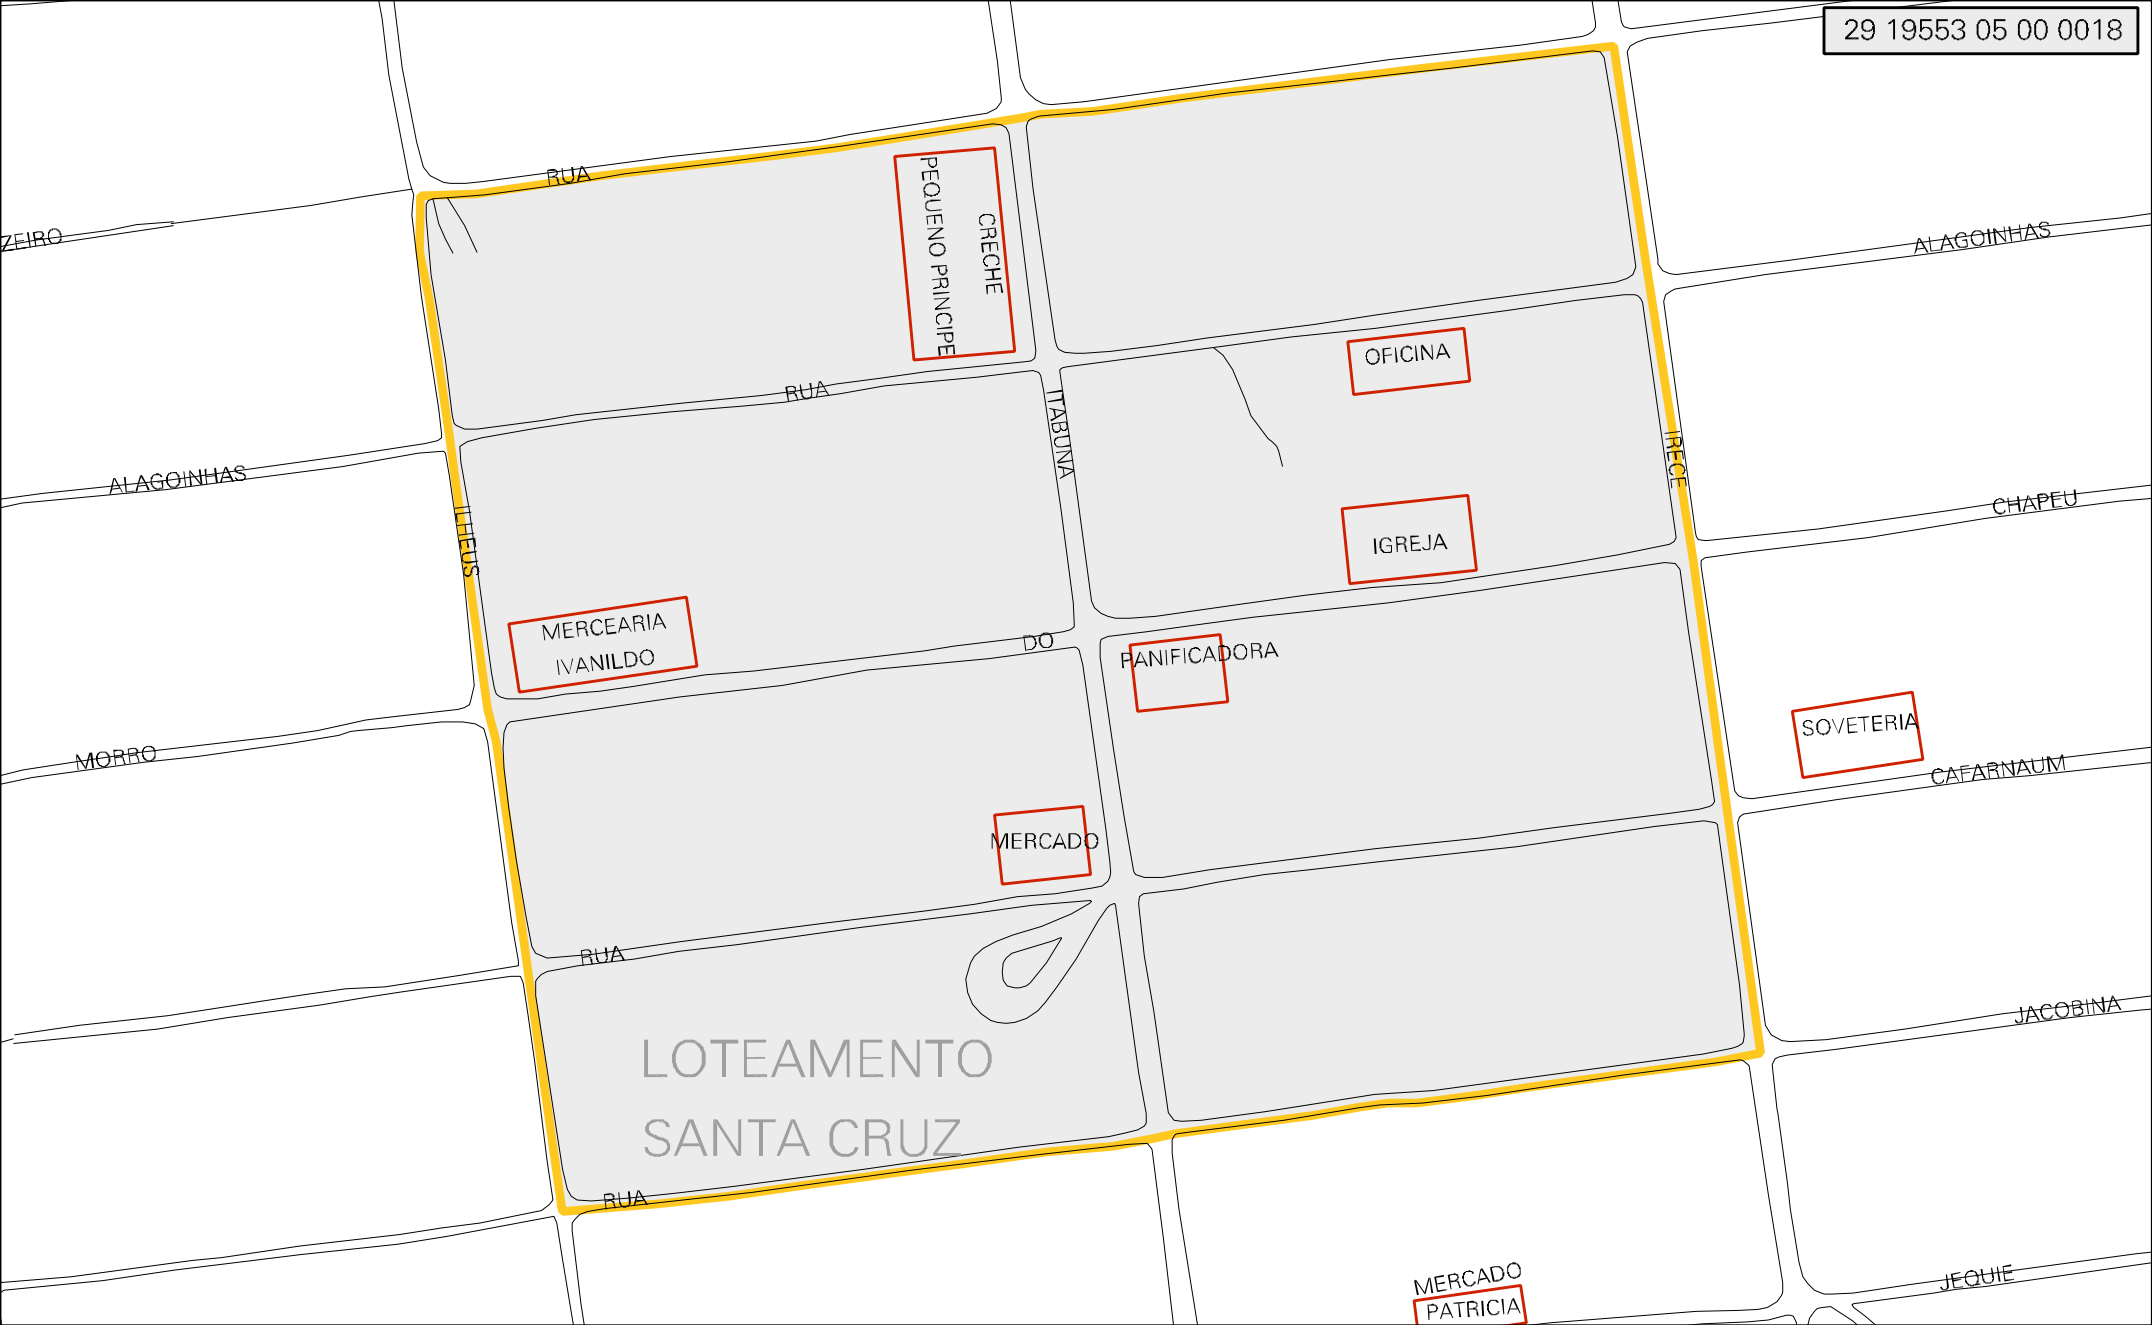 29 19553 05 00 0018
RUA
PEQUENO PRINCIPE
CRECHE
ZEIRO
ALAGOINHAS
OFICINA
RUA
ITABUNA
IRECE
ALAGOINHAS
CHAPEU
ILHEUS
IGREJA
MERCEARIA
IVANILDO
DO
PANIFICADORA
SOVETERIA
MORRO
CAFARNAUM
MERCADO
RUA
JACOBINA
LOTEAMENTO
SANTA CRUZ
RUA
MERCADO
PATRICIA
JEQUIE